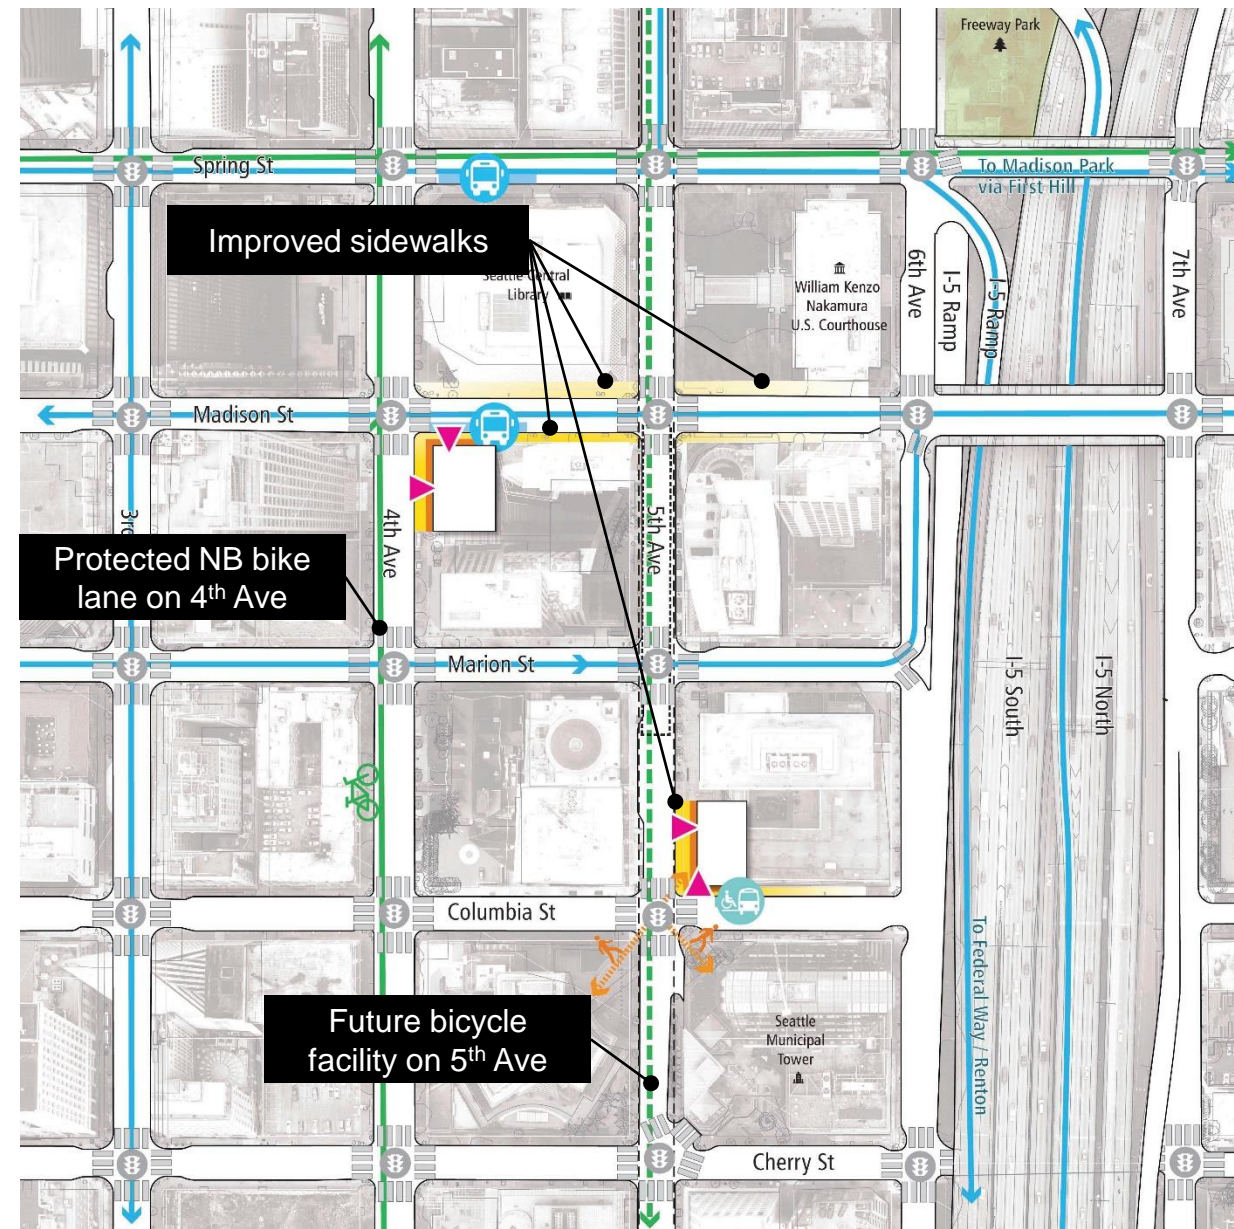 Freeway Park
Spring St
To Madison Park
via First Hill
Improved sidewalks
Seattle Central
Library
William Kenzo
Nakamura
U.S. Courthouse
6th Ave
I-5 Ramp
I-5 Ramp
7th Ave
Madison St
3rd
4th Ave
5th Ave
Protected NB bike
lane on 4th Ave
Marion St
I-5 South
I-5 North
Columbia St
To Federal Way / Renton
Future bicycle
facility on 5th Ave
Seattle
Municipal
Tower
Cherry St